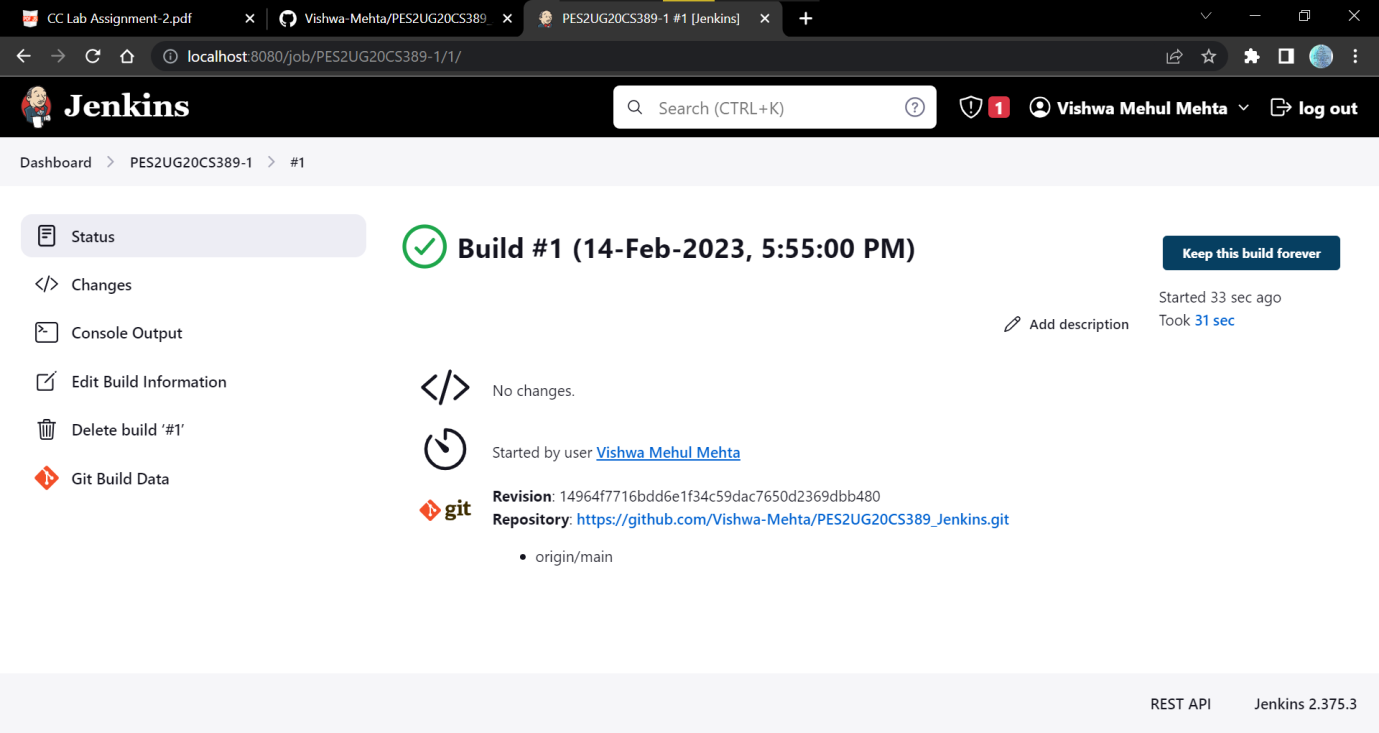 CC Lab Assignment-2.pdf
Vishwa-Mehta/PES2UG20CS389_
PES2UG20CS389-1 #1 [Jenkins]
localhost:8080/job/PES2UG20CS389-1/1/
Jenkins
Search (CTRL+K)
1
Vishwa Mehul Mehta
log out
Dashboard
PES2UG20CS389-1
#1
Status
Changes
Console Output
Edit Build Information
Delete build ‘#1’
Git Build Data
Build #1 (14-Feb-2023, 5:55:00 PM)
Keep this build forever
Started 33 sec ago
Took 31 sec
Add description
No changes.
Started by user Vishwa Mehul Mehta
git
Revision: 14964f7716bdd6e1f34c59dac7650d2369dbb480
Repository: https://github.com/Vishwa-Mehta/PES2UG20CS389_Jenkins.git
• origin/main
REST API
Jenkins 2.375.3